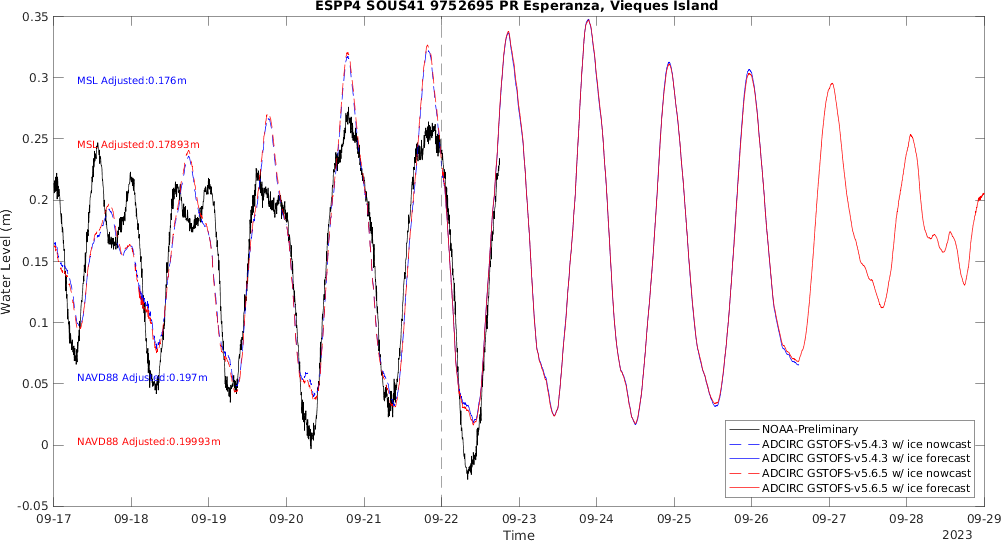 ESPP4 SOUS41 9752695 PR Esperanza, Vieques Island
0.35
0.3
0.25
0.2
0.15
0.1
0.05
0
-0.05
Water Level (m)
MSL Adjusted:0.176m
MSL Adjusted:0.17893m
NAVD88 Adjusted:0.197m
NAVD88 Adjusted:0.19993m
NOAA-Preliminary
ADCIRC GSTOFS-v5.4.3 w/ ice nowcast
ADCIRC GSTOFS-v5.4.3 w/ ice forecast
ADCIRC GSTOFS-v5.6.5 w/ ice nowcast
ADCIRC GSTOFS-v5.6.5 w/ ice forecast
09-17 09-18 09-19 09-20 09-21 09-22 09-23 09-24 09-25 09-26 09-27 09-28 09-29
Time
2023